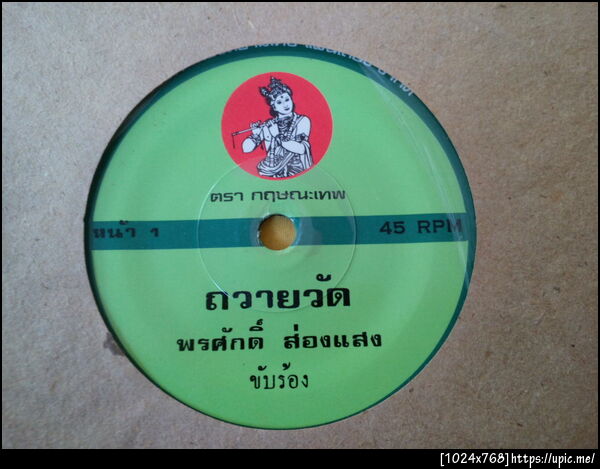 ตรา กฤษณะเทพ
หน้า ๑
45 RPM
ถวายวัด
พรศักดิ์ ส่องแสง
ขับร้อง
[1024x768]https://upic.me/